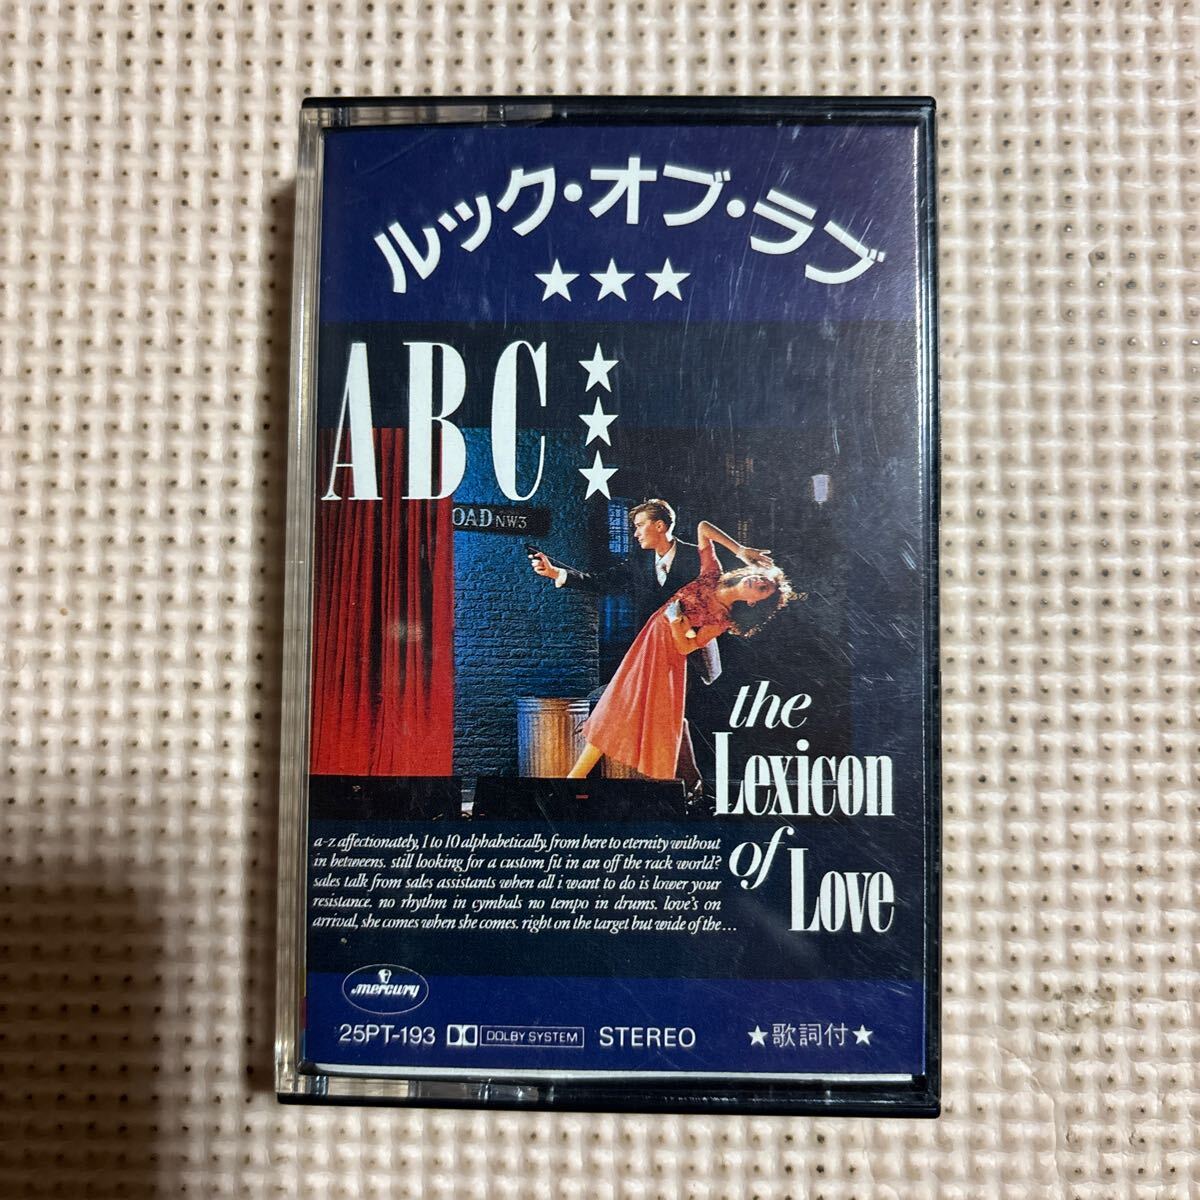 ルック・オブ・ラブ
★★★
ABC
★
★
★
OAD NW3
the
Lexicon
of
Love
a-z affectionately, 1 to 10 alphabetically. from here to eternity without
in betweens. still looking for a custom fit in an off the rack world?
sales talk from sales assistants when all i want to do is lower your
resistance. no rhythm in cymbals no tempo in drums. love's on
arrival, she comes when she comes. right on the target but wide of the...
mercury
25PT-193 DOLBY SYSTEM STEREO ★歌詞付★